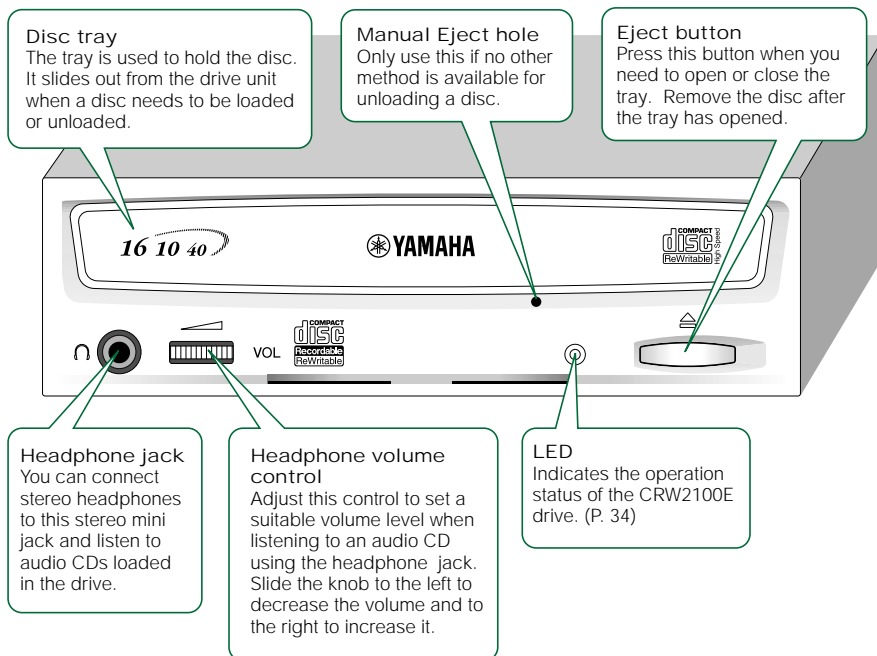 Disc tray
The tray is used to hold the disc.
It slides out from the drive unit
when a disc needs to be loaded
or unloaded.
Manual Eject hole
Only use this if no other
method is available for
unloading a disc.
Eject button
Press this button when you
need to open or close the
tray. Remove the disc after
the tray has opened.
16 10 40
YAMAHA
COMPACT
disc
ReWritable
High Speed
VOL
COMPACT
disc
Recordable
ReWritable
Headphone jack
You can connect
stereo headphones
to this stereo mini
jack and listen to
audio CDs loaded
in the drive.
Headphone volume
control
Adjust this control to set a
suitable volume level when
listening to an audio CD
using the headphone jack.
Slide the knob to the left to
decrease the volume and to
the right to increase it.
LED
Indicates the operation
status of the CRW2100E
drive. (P. 34)